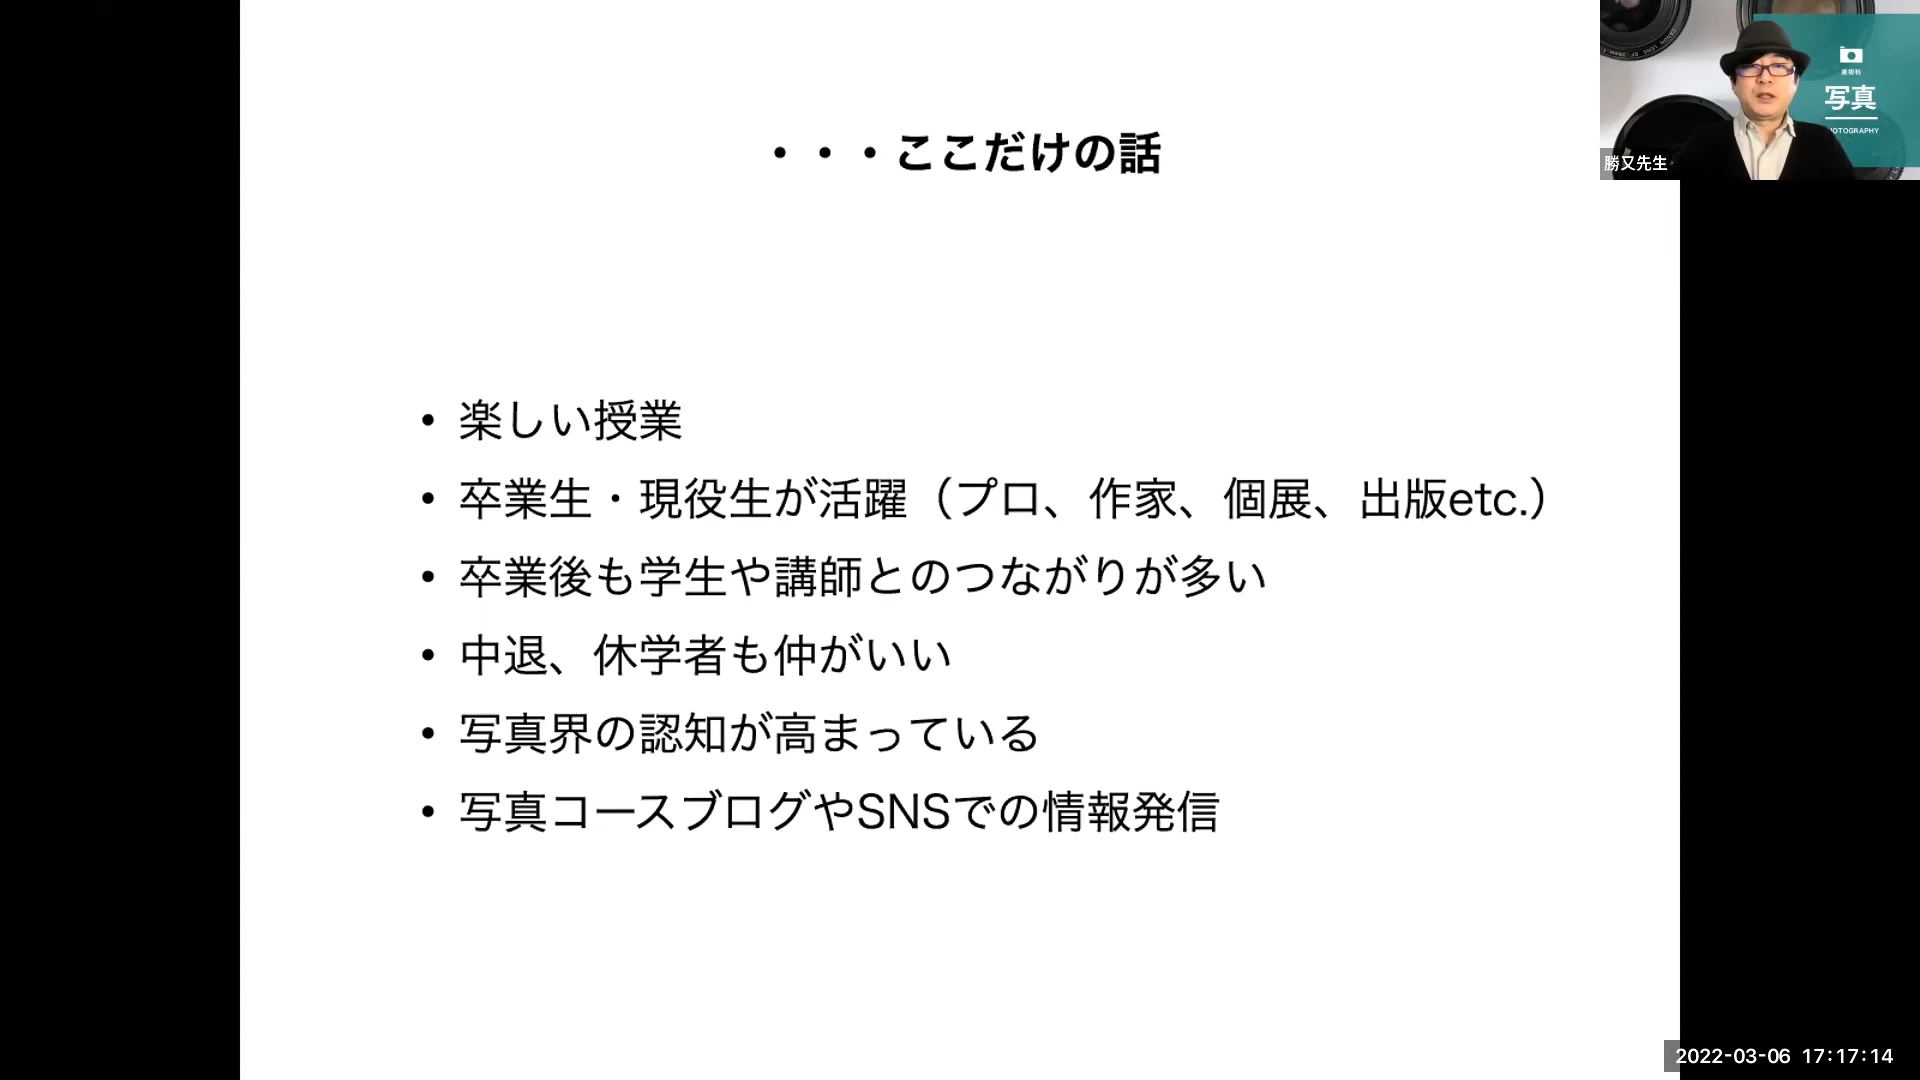 ・・・ここだけの話
• 楽しい授業
• 卒業生・現役生が活躍（プロ、作家、個展、出版etc.）
• 卒業後も学生や講師とのつながりが多い
• 中退、休学者も仲がいい
• 写真界の認知が高まっている
• 写真コースブログやSNSでの情報発信
美術科
写真
OTOGRAPHY
勝又先生
2022-03-06 17:17:14